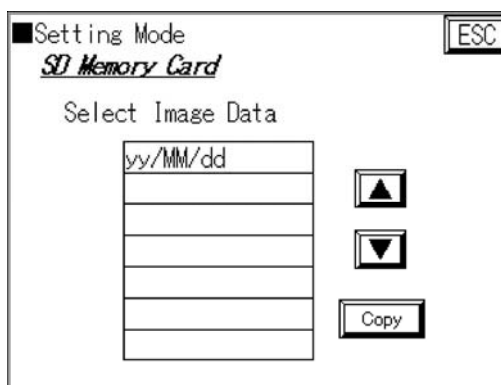 ■Setting Mode
ESC
SD Memory Card
Select Image Data
yy/MM/dd
▲
▼
Copy